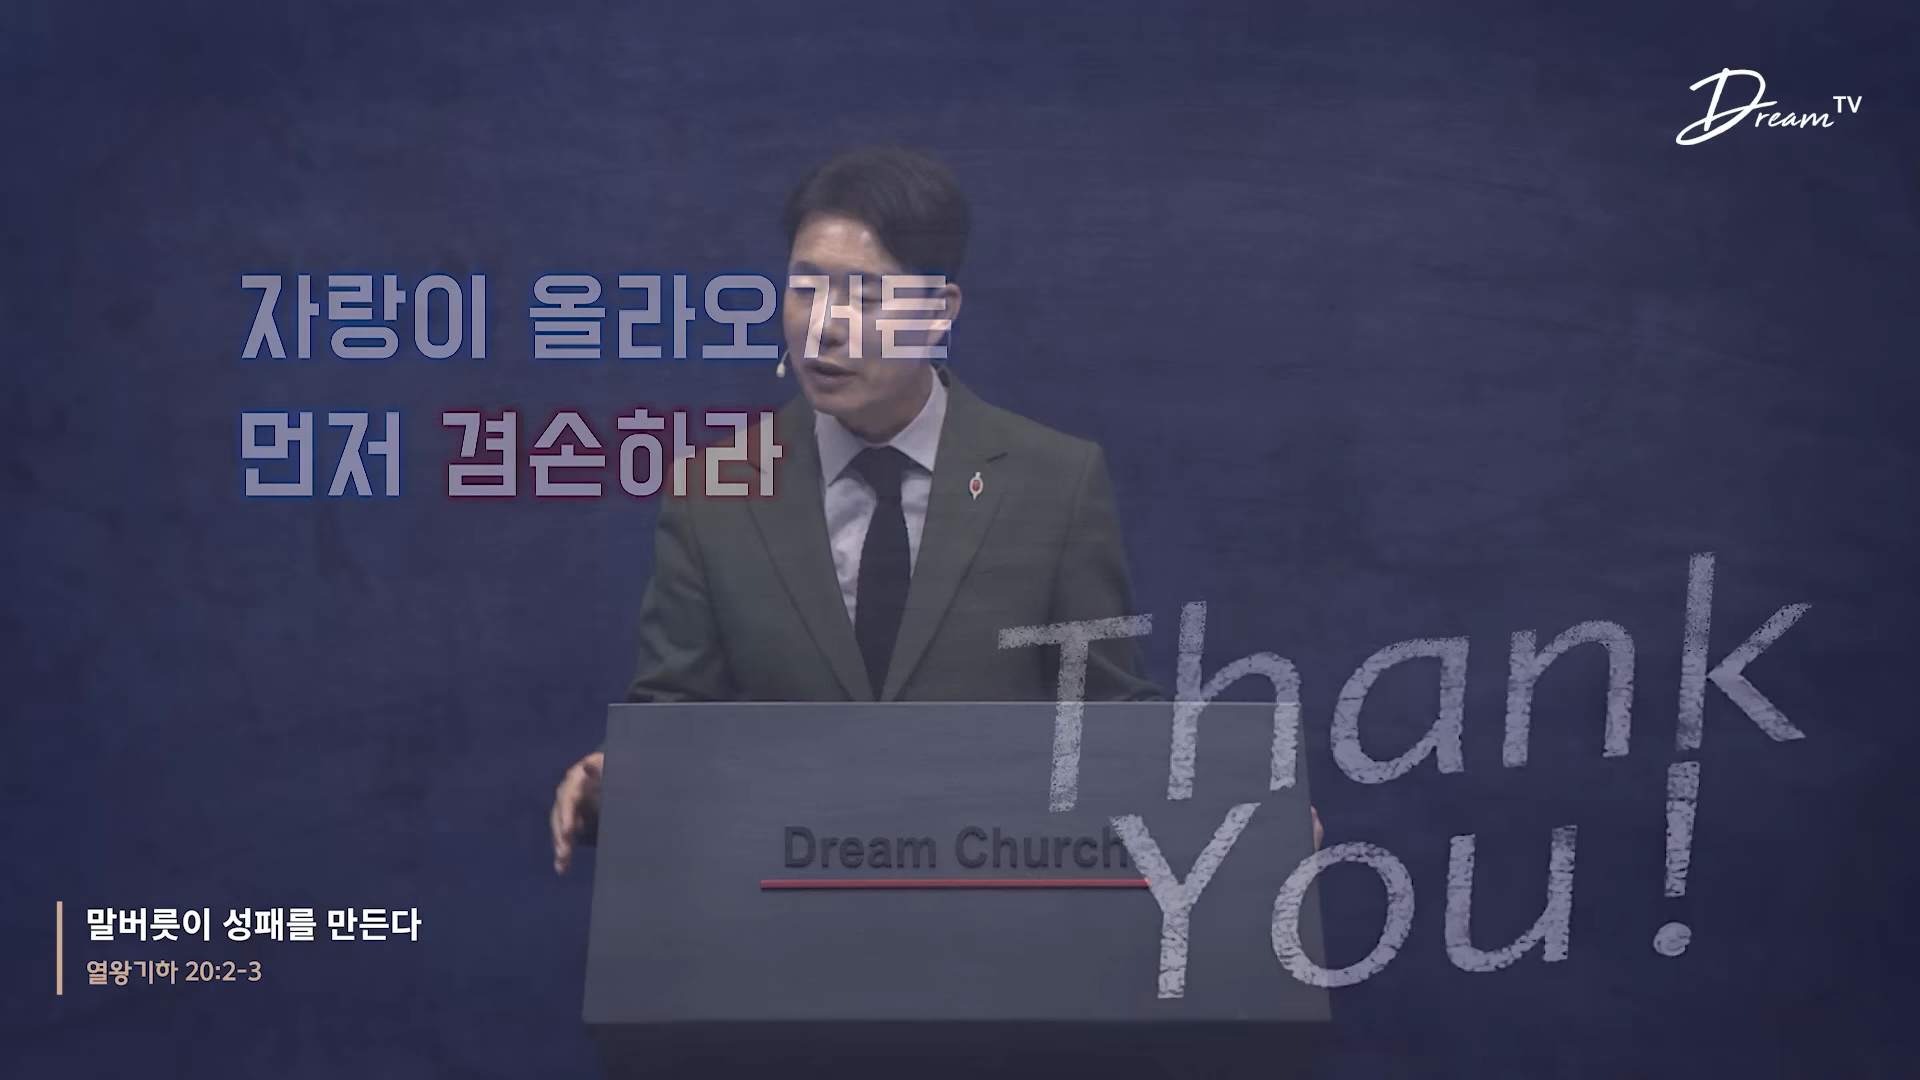 Dream TV
자랑이 올라오거든
먼저 겸손하라
Thank
You!
Dream Church
말버릇이 성패를 만든다
열왕기하 20:2-3